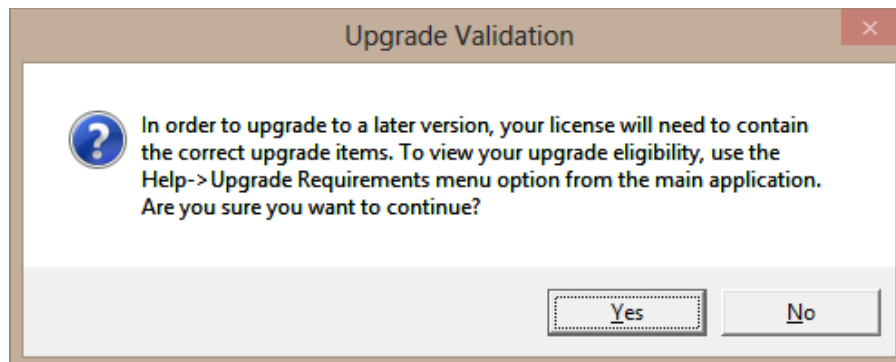 Upgrade Validation
In order to upgrade to a later version, your license will need to contain
the correct upgrade items. To view your upgrade eligibility, use the
Help->Upgrade Requirements menu option from the main application.
Are you sure you want to continue?
Yes
No